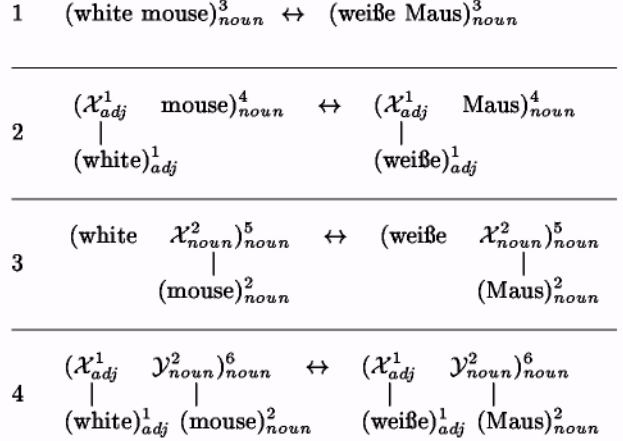 1 (white mouse)³noun ↔ (weiße Maus)³noun
(𝒳¹adj mouse)⁴noun ↔ (𝒳¹adj Maus)⁴noun
2
(white)¹adj (weiße)¹adj
(white 𝒳²noun)⁵noun ↔ (weiße 𝒳²noun)⁵noun
3
(mouse)²noun (Maus)²noun
(𝒳¹adj 𝒴²noun)⁶noun ↔ (𝒳¹adj 𝒴²noun)⁶noun
4
(white)¹adj (mouse)²noun (weiße)¹adj (Maus)²noun